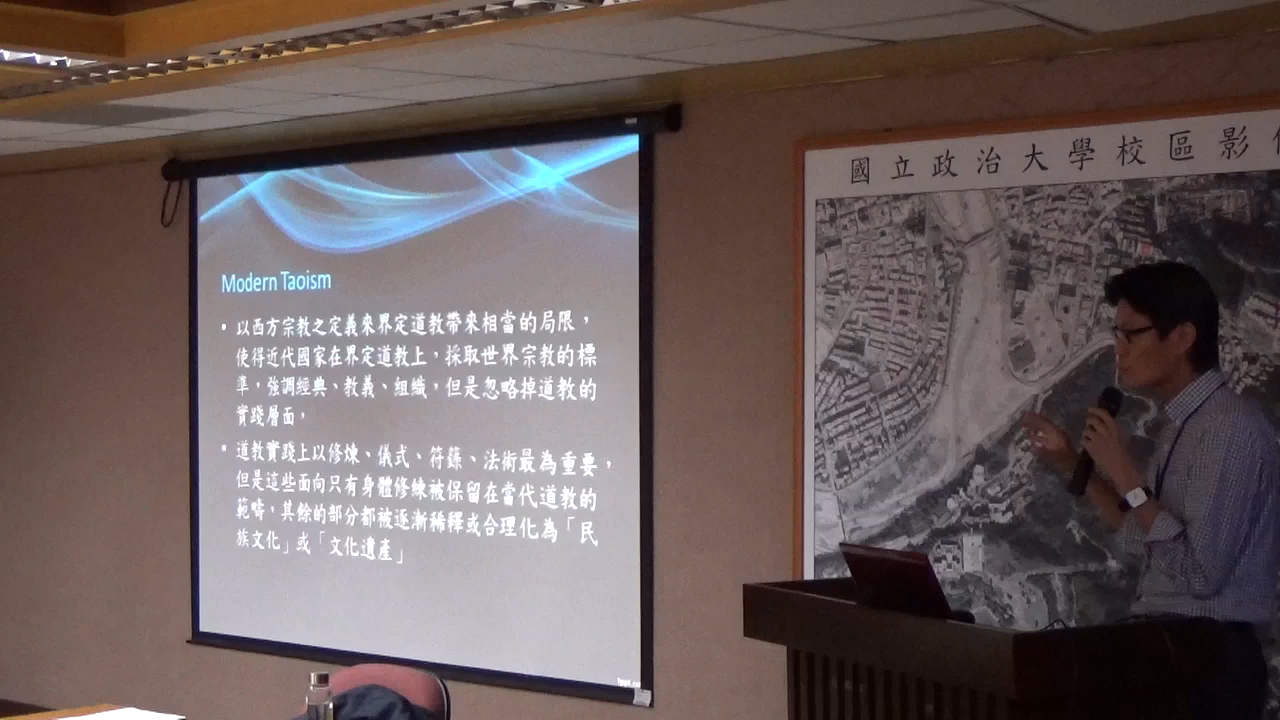 國立政治大學校區影
Modern Taoism
• 以西方宗教之定義來界定道教帶來相當的局限，
使得近代國家在界定道教上，採取世界宗教的標
準，強調經典、教義、組織，但是忽略掉道教的
實踐層面，
• 道教實踐上以修煉、儀式、符籙、法術最為重要，
但是這些面向只有身體修練被保留在當代道教的
範疇，其餘的部分都被逐漸稀釋或合理化為「民
族文化」或「文化遺產」